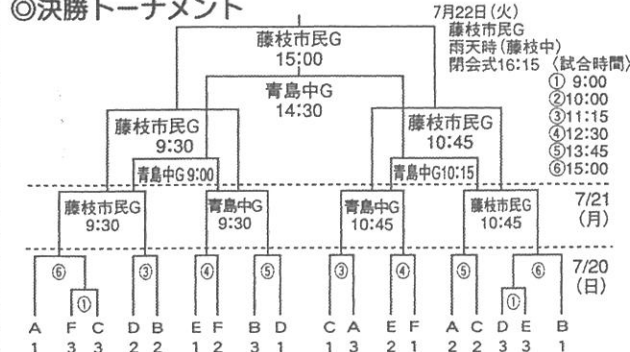 ◎決勝トーナメント
7月22日(火)
藤枝市民G
雨天時(藤枝中)
閉会式16:15
〈試合時間〉
① 9:00
②10:00
③11:15
④12:30
⑤13:45
⑥15:00
藤枝市民G
15:00
青島中G
14:30
藤枝市民G
9:30
藤枝市民G
10:45
青島中G 9:00
青島中G10:15
7/21
(月)
藤枝市民G
9:30
青島中G
9:30
青島中G
10:45
藤枝市民G
10:45
7/20
(日)
⑥ ③ ④ ⑤ ③ ④ ⑤ ⑥
① ①
A F C D B E F B D C A E F A C D E B
1 3 3 2 2 1 2 3 1 1 3 2 1 2 2 3 3 1